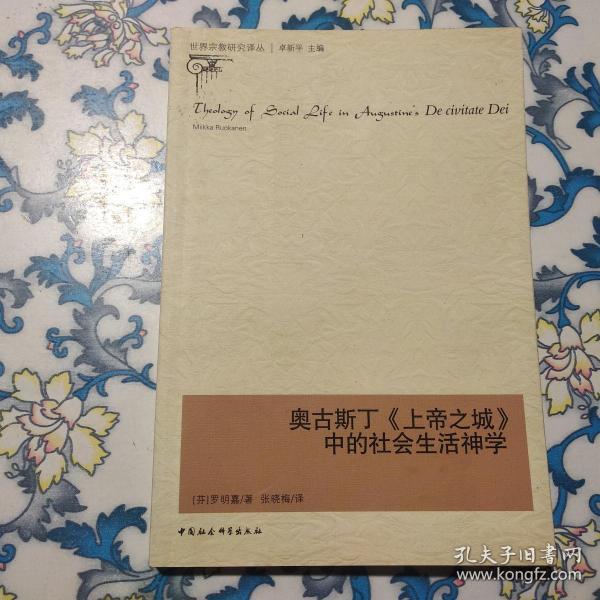 世界宗教研究译丛 | 卓新平 主编
Theology of Social Life in Augustine's De civitate Dei
Miikka Ruokanen
奥古斯丁《上帝之城》
中的社会生活神学
[芬]罗明嘉/著 张晓梅/译
中国社会科学出版社
孔夫子旧书网
www.kongfz.com